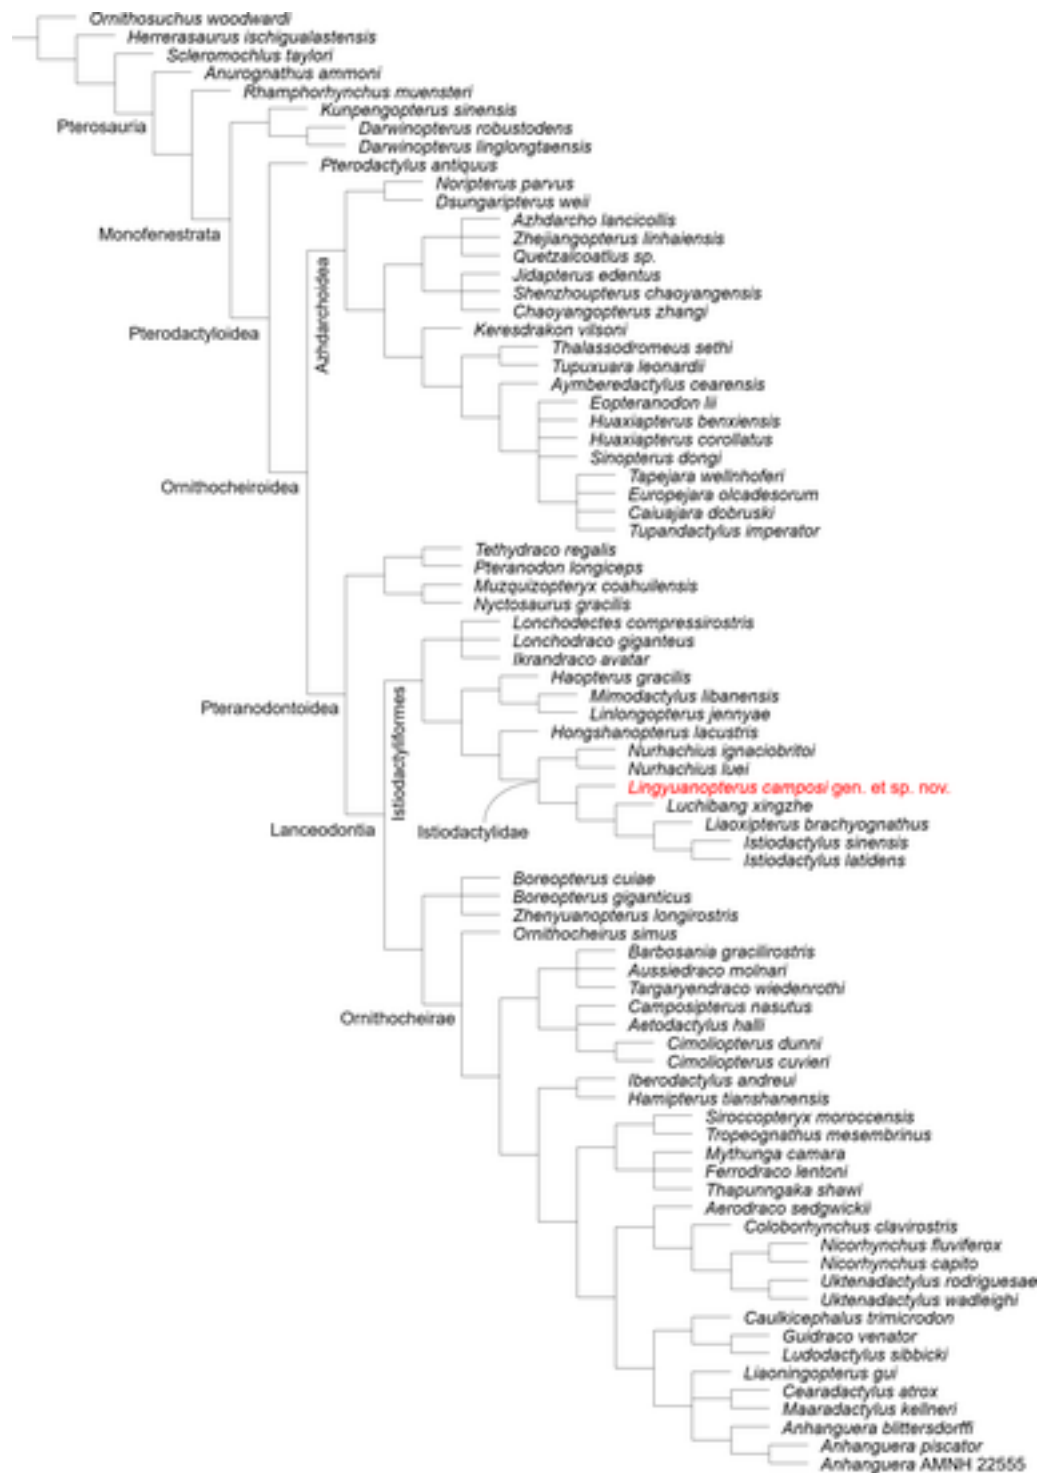 Ornithosuchus woodwardi
Herrerasaurus ischigualastensis
Scleromochlus taylori
Anurognathus ammoni
Rhamphorhynchus muensteri
Kunpengopterus sinensis
Pterosauria
Darwinopterus robustodens
Darwinopterus linglongtaensis
Pterodactylus antiquus
Noripterus parvus
Dsungaripterus weii
Azhdarcho lancicollis
Monofenestrata
Zhejiangopterus linhaiensis
Quetzalcoatlus sp.
Jidapterus edentus
Shenzhoupterus chaoyangensis
Chaoyangopterus zhangi
Azhdarchoidea
Pterodactyloidea
Keresdrakon vilsoni
Thalassodromeus sethi
Tupuxuara leonardii
Aymberedactylus cearensis
Eopteranodon lii
Huaxiapterus benxiensis
Huaxiapterus corollatus
Sinopterus dongi
Tapejara wellnhoferi
Ornithocheiroidea
Europejara olcadesorum
Caiuajara dobruski
Tupandactylus imperator
Tethydraco regalis
Pteranodon longiceps
Muzquizopteryx coahuilensis
Nyctosaurus gracilis
Lonchodectes compressirostris
Lonchodraco giganteus
Ikrandraco avatar
Haopterus gracilis
Mimodactylus libanensis
Pteranodontoidea
Linlongopterus jennyae
Hongshanopterus lacustris
Istiodactyliformes
Nurhachius ignaciobritoi
Nurhachius luei
Lingyuanopterus camposi gen. et sp. nov.
Luchibang xingzhe
Liaoxipterus brachyognathus
Lanceodontia
Istiodactylidae
Istiodactylus sinensis
Istiodactylus latidens
Boreopterus cuiae
Boreopterus giganticus
Zhenyuanopterus longirostris
Ornithocheirus simus
Barbosania gracilirostris
Aussiedraco molnari
Targaryendraco wiedenrothi
Camposipterus nasutus
Ornithocheirae
Aetodactylus halli
Cimoliopterus dunni
Cimoliopterus cuvieri
Iberodactylus andreui
Hamipterus tianshanensis
Siroccopteryx moroccensis
Tropeognathus mesembrinus
Mythunga camara
Ferrodraco lentoni
Thapunngaka shawi
Aerodraco sedgwickii
Coloborhynchus clavirostris
Nicorhynchus fluviferox
Nicorhynchus capito
Uktenadactylus rodriguesae
Uktenadactylus wadleighi
Caulkicephalus trimicrodon
Guidraco venator
Ludodactylus sibbicki
Liaoningopterus gui
Cearadactylus atrox
Maaradactylus kellneri
Anhanguera blittersdorffi
Anhanguera piscator
Anhanguera AMNH 22555